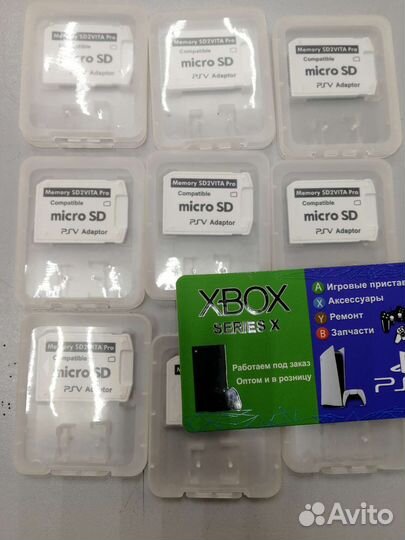 Memory SD2VITA Pro
Compatible
micro SD
PSV Adaptor
Memory SD2VITA Pro
Compatible
micro SD
PSV Adaptor
Memory SD2VITA Pro
Compatible
micro SD
PSV Adaptor
Memory SD2VITA Pro
Compatible
micro SD
PSV Adaptor
Memory SD2VITA Pro
Compatible
micro SD
PSV Adaptor
Memory SD2VITA Pro
Compatible
micro SD
PSV Adaptor
XBOX
SERIES X
Работаем под заказ
Оптом и в розницу
A Игровые пристав
X Аксессуары
Y Ремонт
B Запчасти
PS
Memory SD2VITA Pro
Compatible
micro SD
PSV Adaptor
Avito